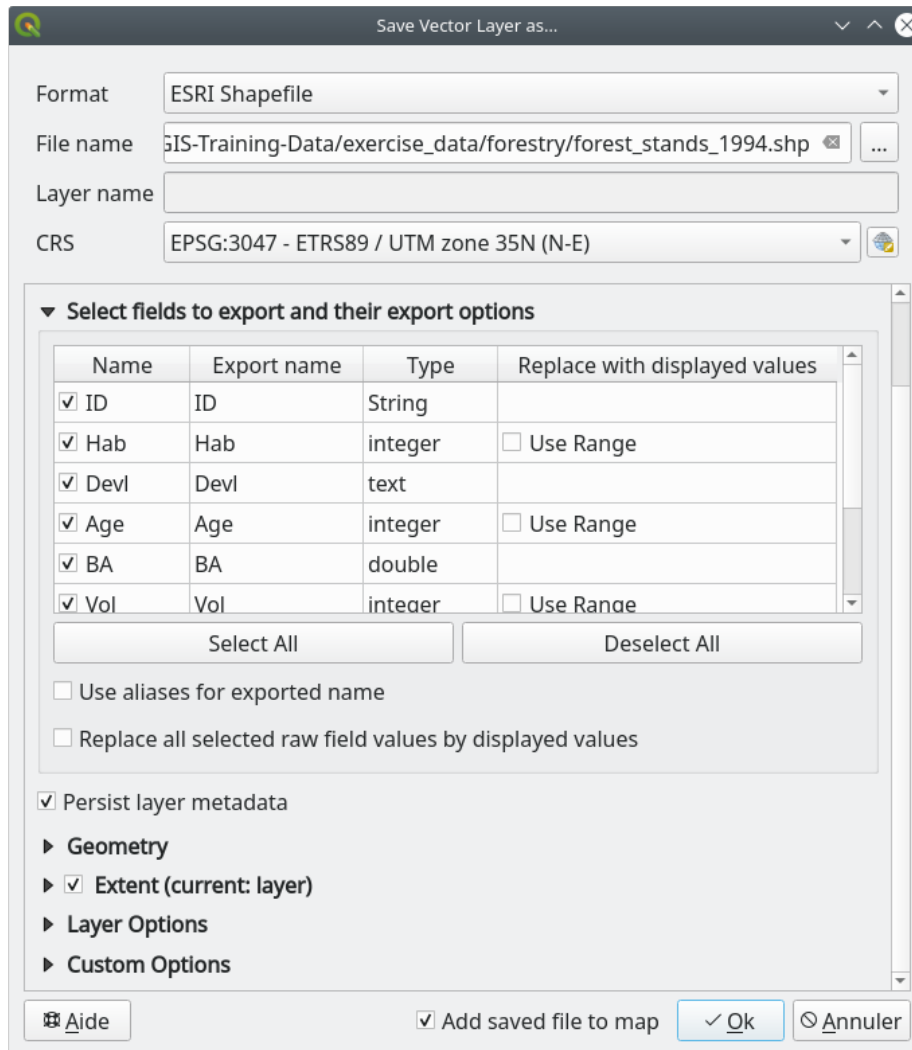 Save Vector Layer as...
Format ESRI Shapefile
File name GIS-Training-Data/exercise_data/forestry/forest_stands_1994.shp ...
Layer name
CRS EPSG:3047 - ETRS89 / UTM zone 35N (N-E)
Select fields to export and their export options
Name Export name Type Replace with displayed values
ID ID String
Hab Hab integer Use Range
Devl Devl text
Age Age integer Use Range
BA BA double
Vol Vol integer Use Range
Select All Deselect All
Use aliases for exported name
Replace all selected raw field values by displayed values
Persist layer metadata
Geometry
Extent (current: layer)
Layer Options
Custom Options
Aide Add saved file to map Ok Annuler